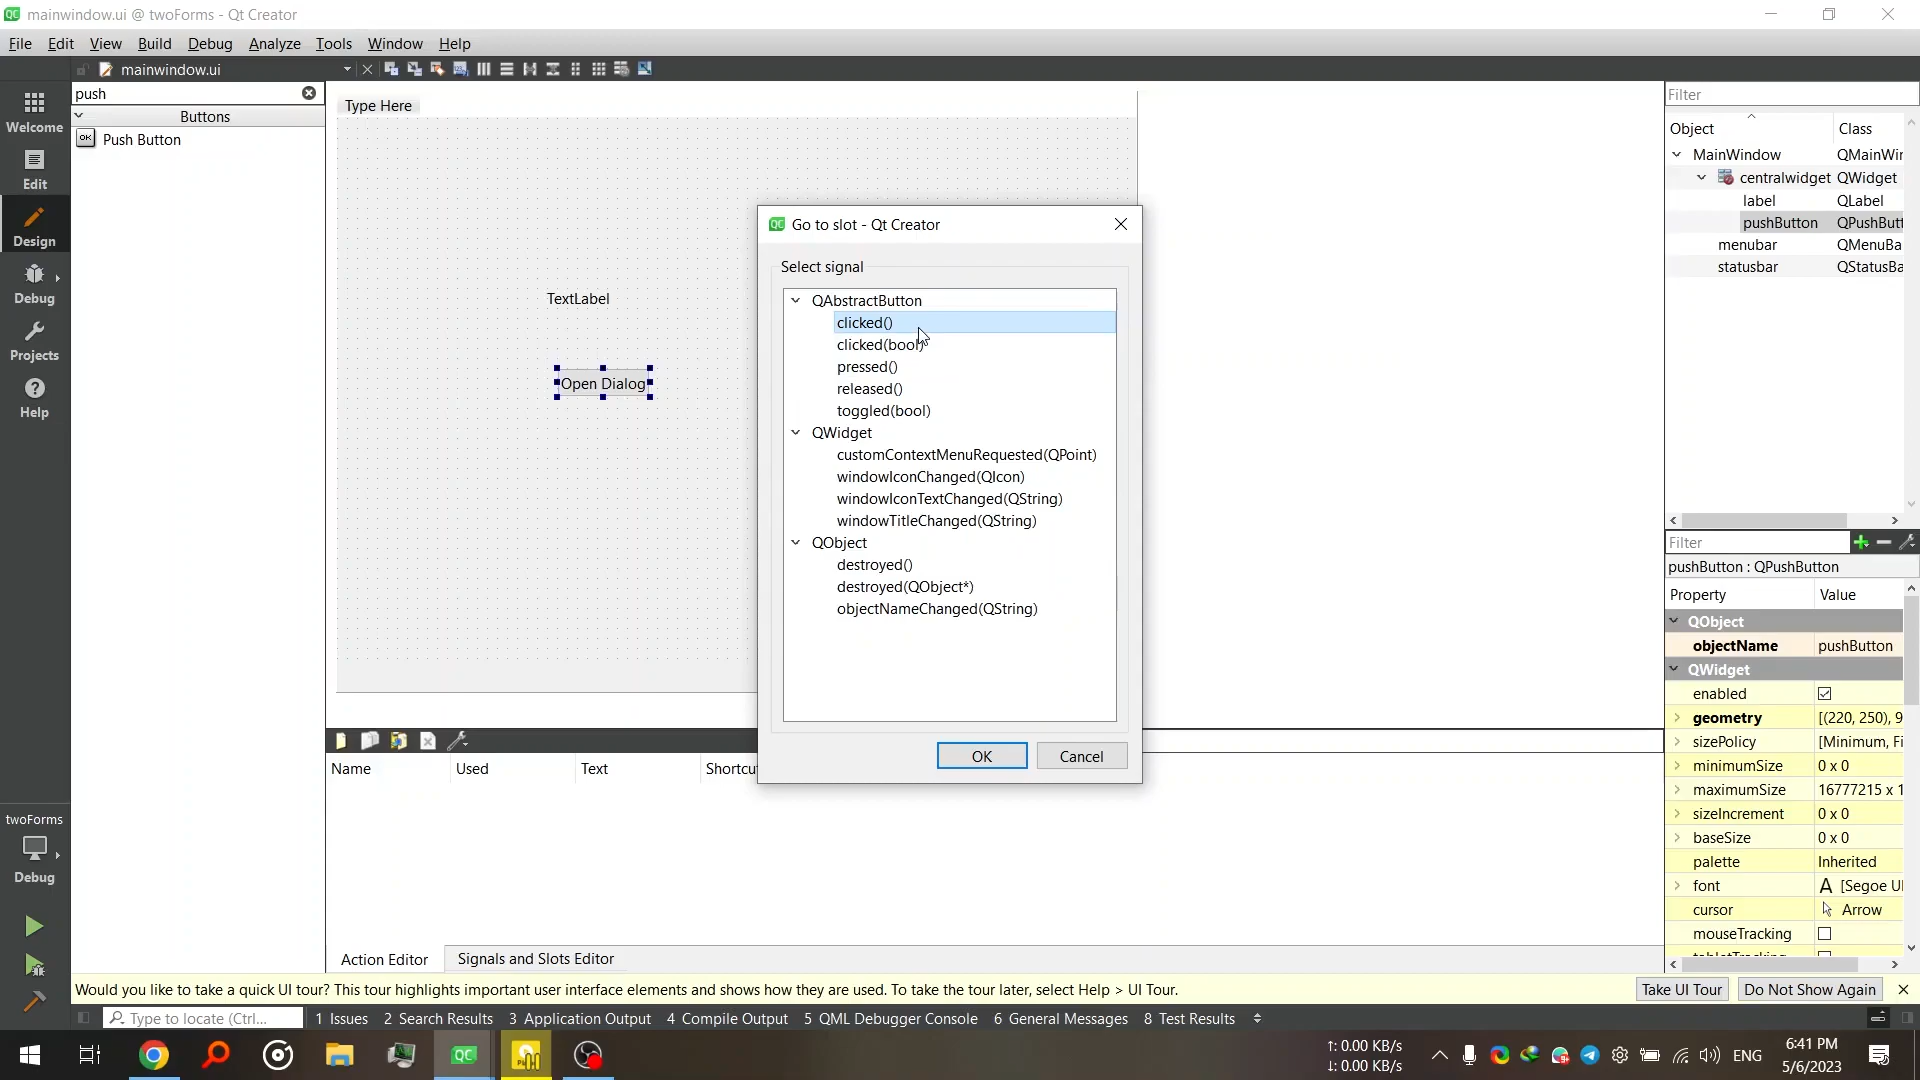 mainwindow.ui @ twoForms - Qt Creator
File Edit View Build Debug Analyze Tools Window Help
mainwindow.ui
push
Buttons
Push Button
Welcome
Edit
Design
Debug
Projects
Help
twoForms
Debug
Type Here
TextLabel
Open Dialog
Go to slot - Qt Creator
Select signal
QAbstractButton
clicked()
clicked(bool)
pressed()
released()
toggled(bool)
QWidget
customContextMenuRequested(QPoint)
windowIconChanged(QIcon)
windowIconTextChanged(QString)
windowTitleChanged(QString)
QObject
destroyed()
destroyed(QObject*)
objectNameChanged(QString)
OK Cancel
Name Used Text Shortcu
Action Editor Signals and Slots Editor
Filter
Object Class
MainWindow QMainWir
centralwidget QWidget
label QLabel
pushButton QPushButt
menubar QMenuBa
statusbar QStatusBa
Filter
pushButton : QPushButton
Property Value
QObject
objectName pushButton
QWidget
enabled
geometry [(220, 250), 9
sizePolicy [Minimum, Fi
minimumSize 0 x 0
maximumSize 16777215 x 1
sizeIncrement 0 x 0
baseSize 0 x 0
palette Inherited
font A [Segoe UI
cursor Arrow
mouseTracking
Would you like to take a quick UI tour? This tour highlights important user interface elements and shows how they are used. To take the tour later, select Help > UI Tour. Take UI Tour Do Not Show Again
Type to locate (Ctrl... 1 Issues 2 Search Results 3 Application Output 4 Compile Output 5 QML Debugger Console 6 General Messages 8 Test Results
↑: 0.00 KB/s
↓: 0.00 KB/s
ENG
6:41 PM
5/6/2023